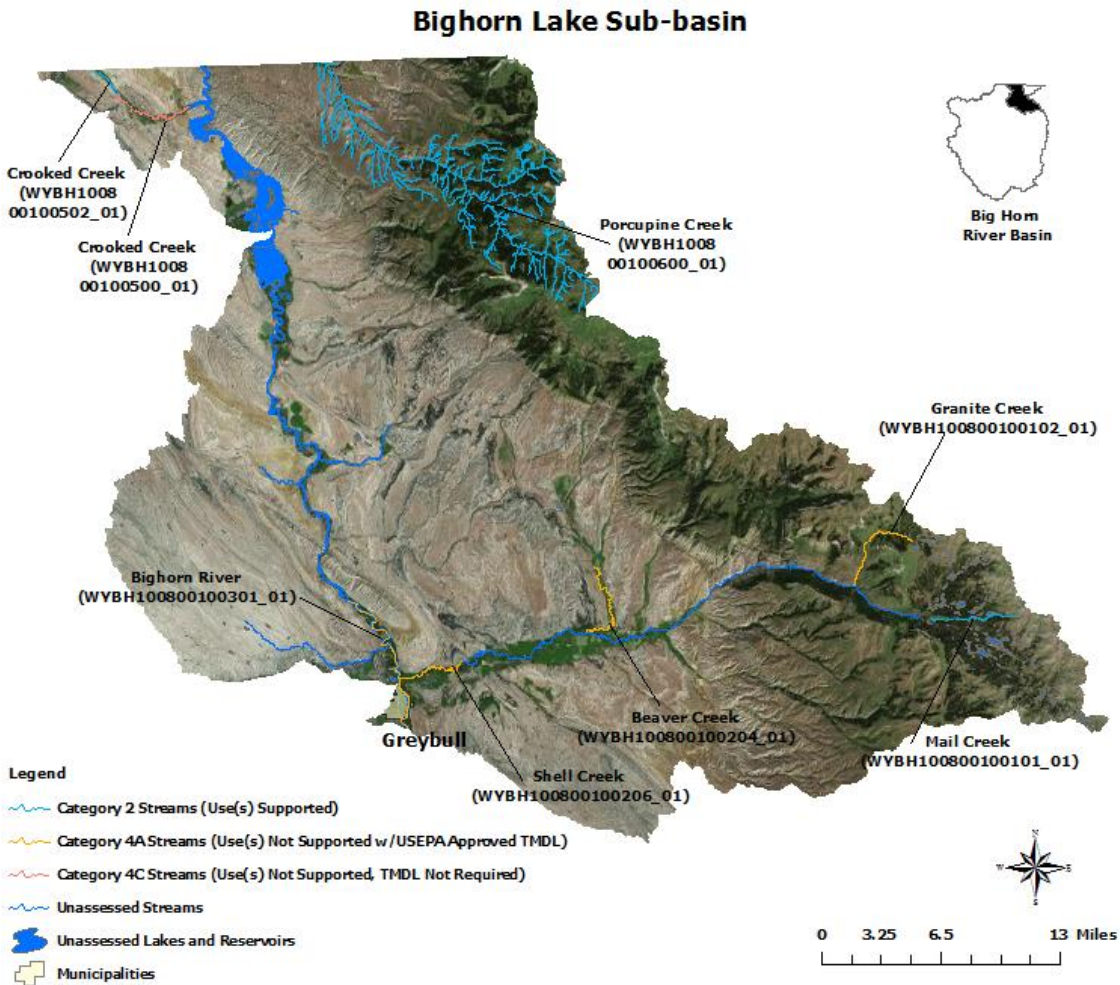 Bighorn Lake Sub-basin
Crooked Creek
(WYBH1008
00100502_01)
Crooked Creek
(WYBH1008
00100500_01)
Porcupine Creek
(WYBH1008
00100600_01)
Big Horn
River Basin
Granite Creek
(WYBH100800100102_01)
Bighorn River
(WYBH100800100301_01)
Greybull
Beaver Creek
(WYBH100800100204_01)
Mail Creek
(WYBH100800100101_01)
Shell Creek
(WYBH100800100206_01)
Legend
Category 2 Streams (Use(s) Supported)
Category 4A Streams (Use(s) Not Supported w/USEPA Approved TMDL)
Category 4C Streams (Use(s) Not Supported, TMDL Not Required)
Unassessed Streams
Unassessed Lakes and Reservoirs
Municipalities
N
W E
S
0 3.25 6.5 13 Miles